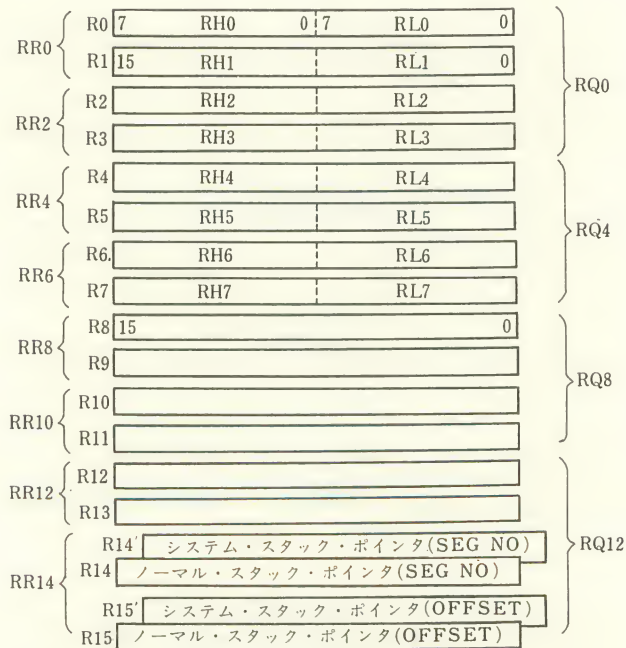 R0 7 RH0 0 7 RL0 0
RR0
R1 15 RH1 RL1 0
RQ0
R2 RH2 RL2
RR2
R3 RH3 RL3
R4 RH4 RL4
RR4
R5 RH5 RL5
RQ4
R6. RH6 RL6
RR6
R7 RH7 RL7
R8 15 0
RR8
R9
RQ8
R10
RR10
R11
R12
RR12
R13
R14' システム・スタック・ポインタ(SEG NO)
RQ12
R14 ノーマル・スタック・ポインタ(SEG NO)
RR14
R15' システム・スタック・ポインタ(OFFSET)
R15 ノーマル・スタック・ポインタ(OFFSET)